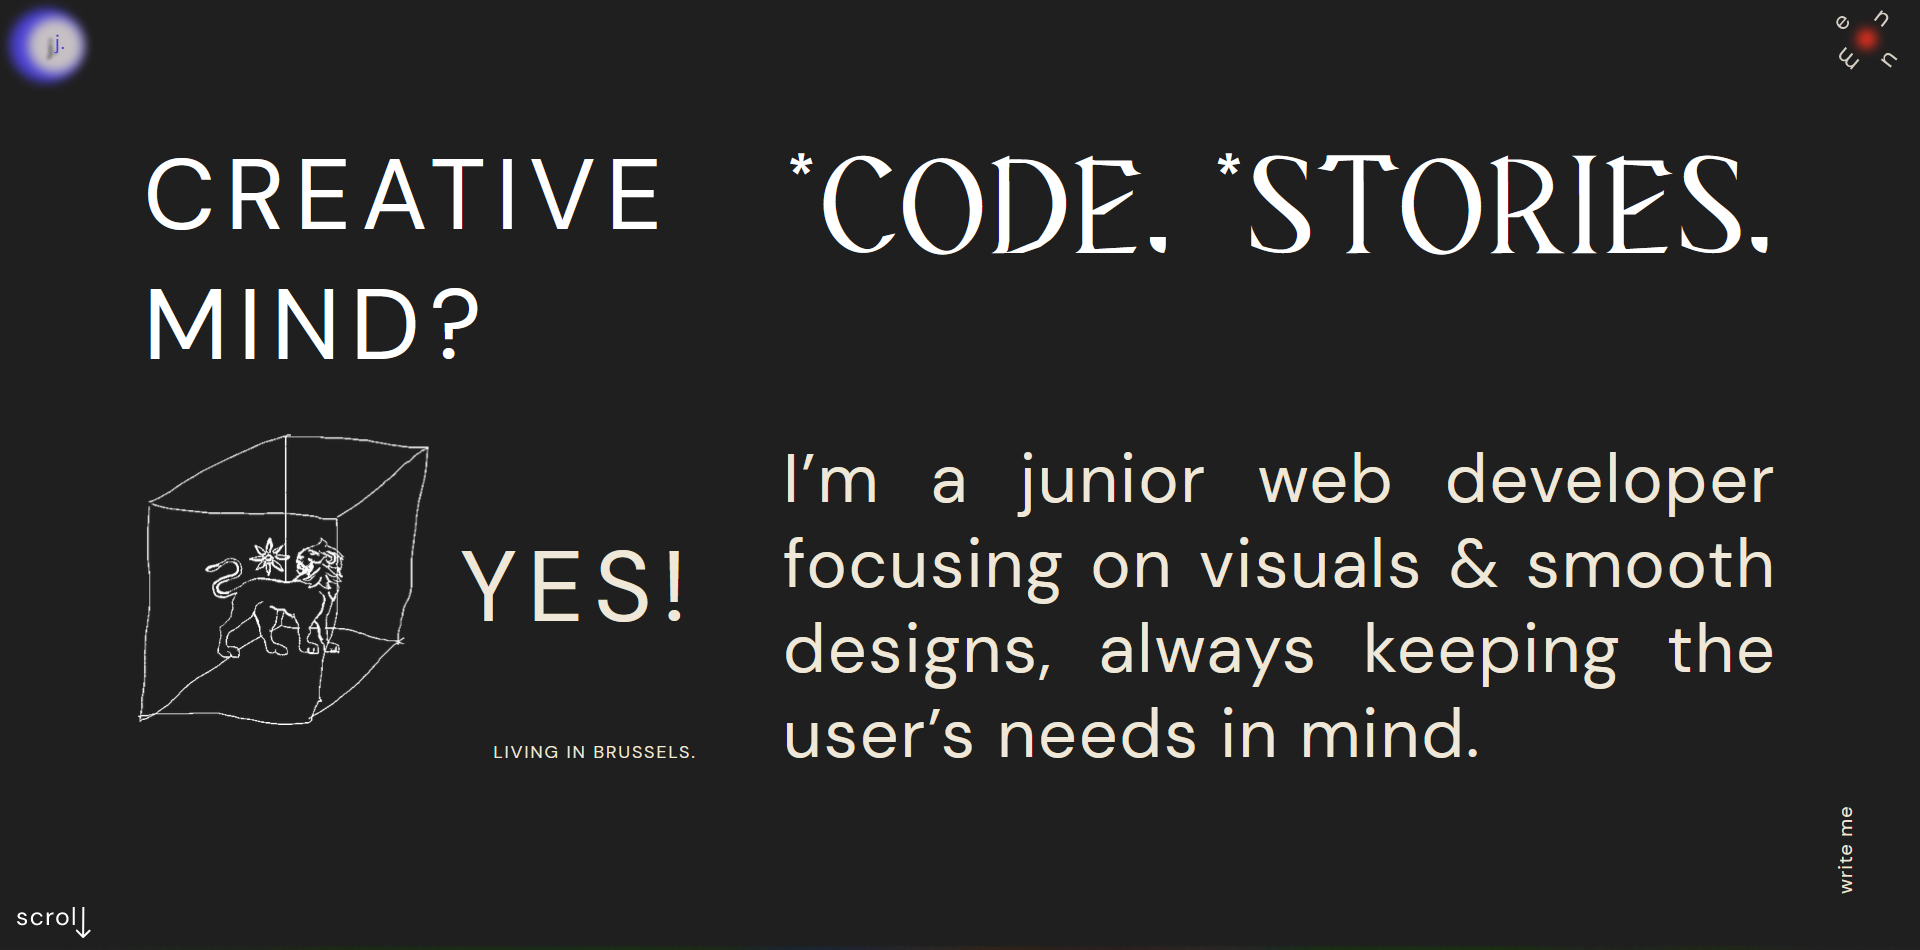 j.
m e n u
CREATIVE
MIND?
*CODE. *STORIES.
YES!
LIVING IN BRUSSELS.
I’m a junior web developer
focusing on visuals & smooth
designs, always keeping the
user’s needs in mind.
write me
scroll